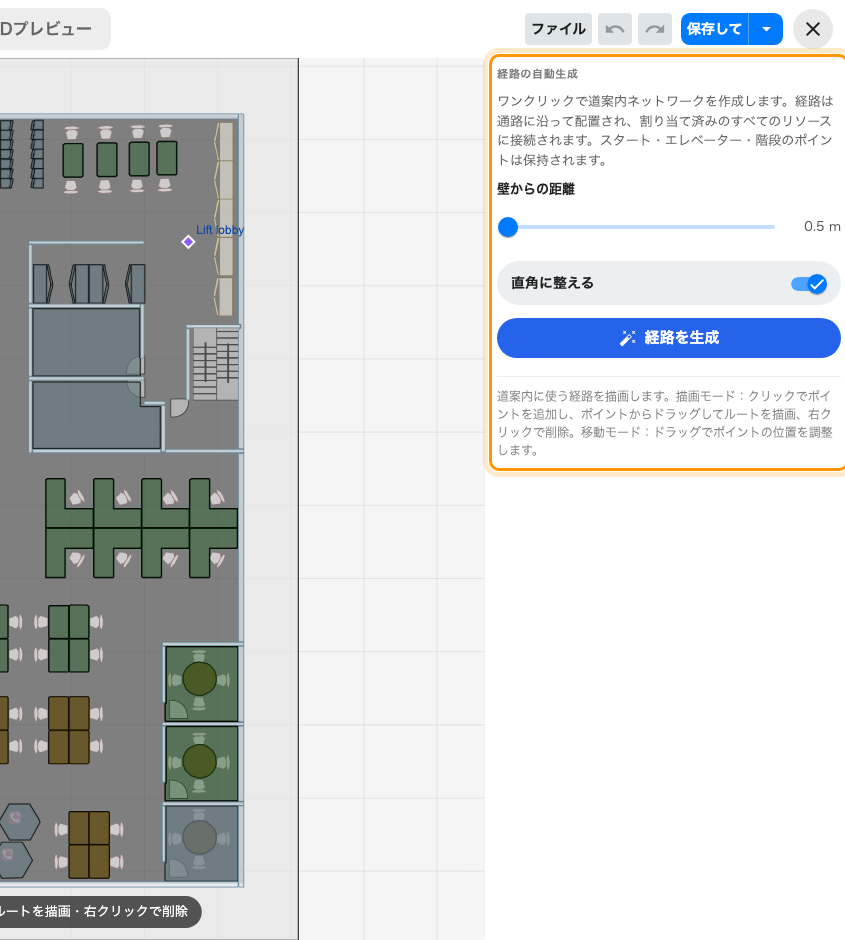 Dプレビュー
ファイル
保存して
経路の自動生成
ワンクリックで道案内ネットワークを作成します。経路は
通路に沿って配置され、割り当て済みのすべてのリソース
に接続されます。スタート・エレベーター・階段のポイン
トは保持されます。
壁からの距離
0.5 m
直角に整える
経路を生成
道案内に使う経路を描画します。描画モード：クリックでポイ
ントを追加し、ポイントからドラッグしてルートを描画、右ク
リックで削除。移動モード：ドラッグでポイントの位置を調整
します。
Lift lobby
ルートを描画・右クリックで削除